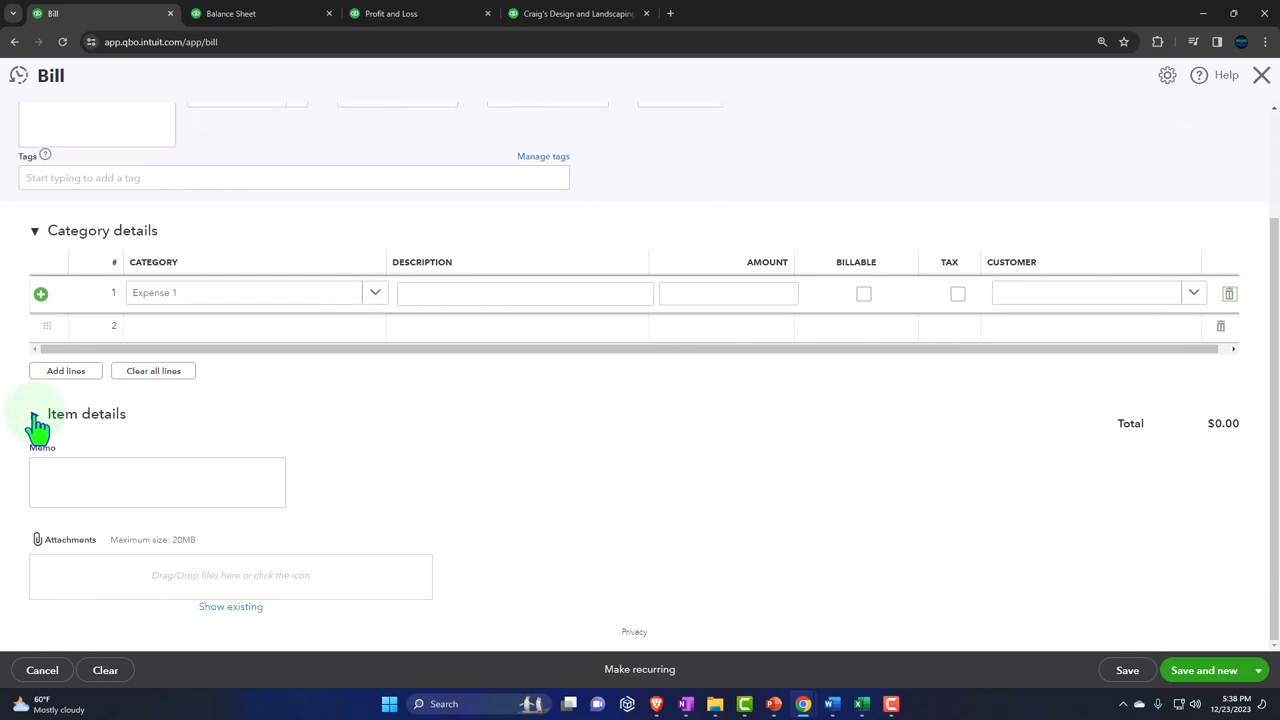 Bill
Balance Sheet
Profit and Loss
Craig's Design and Landscaping
app.qbo.intuit.com/app/bill
Bill
Help
Tags
Manage tags
Start typing to add a tag
Category details
# CATEGORY DESCRIPTION AMOUNT BILLABLE TAX CUSTOMER
1 Expense 1
2
Add lines Clear all lines
Item details
Total $0.00
Memo
Attachments Maximum size: 20MB
Drag/Drop files here or click the icon
Show existing
Privacy
Cancel Clear Make recurring Save Save and new
60°F
Mostly cloudy
Search
5:38 PM
12/23/2023